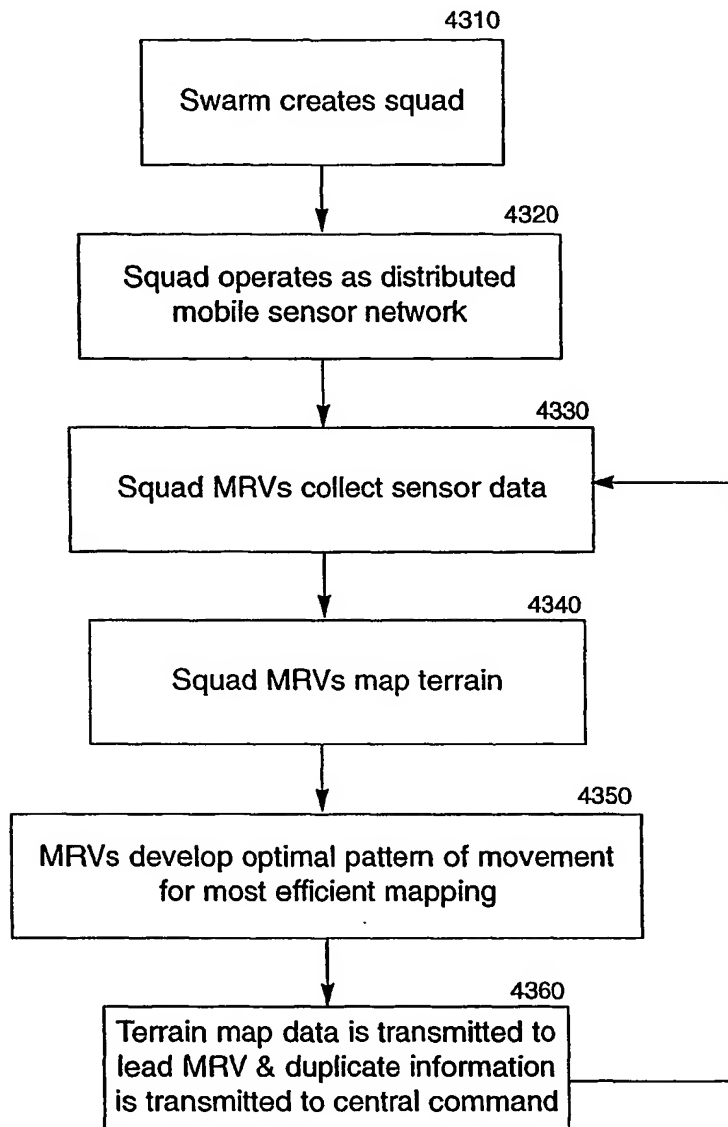 4310
Swarm creates squad
4320
Squad operates as distributed
mobile sensor network
4330
Squad MRVs collect sensor data
4340
Squad MRVs map terrain
4350
MRVs develop optimal pattern of movement
for most efficient mapping
4360
Terrain map data is transmitted to
lead MRV & duplicate information
is transmitted to central command